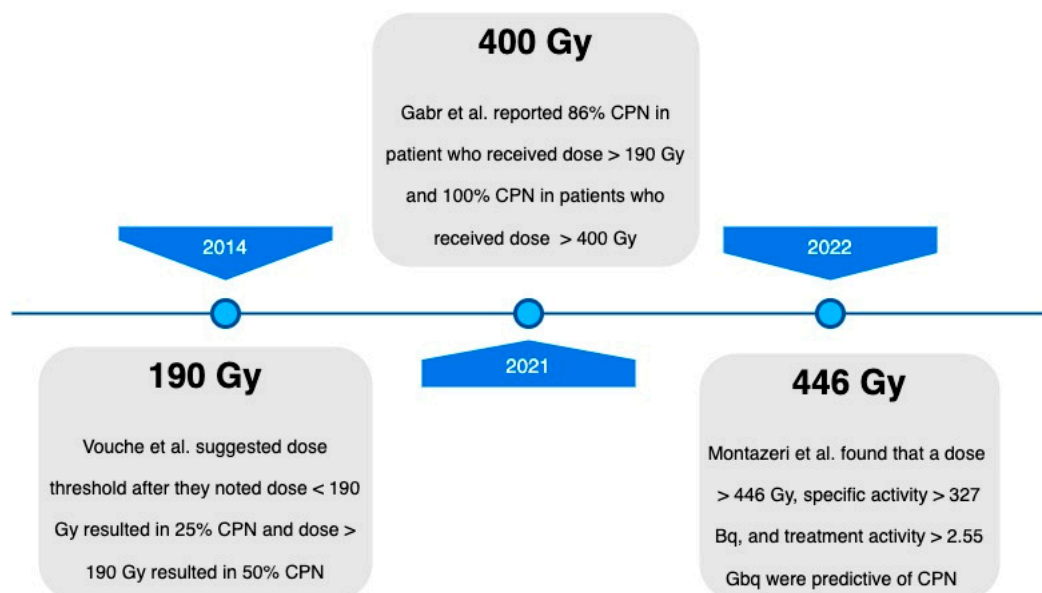 2014
190 Gy
Vouche et al. suggested dose
threshold after they noted dose < 190
Gy resulted in 25% CPN and dose >
190 Gy resulted in 50% CPN
400 Gy
Gabr et al. reported 86% CPN in
patient who received dose > 190 Gy
and 100% CPN in patients who
received dose > 400 Gy
2021
2022
446 Gy
Montazeri et al. found that a dose
> 446 Gy, specific activity > 327
Bq, and treatment activity > 2.55
Gbq were predictive of CPN